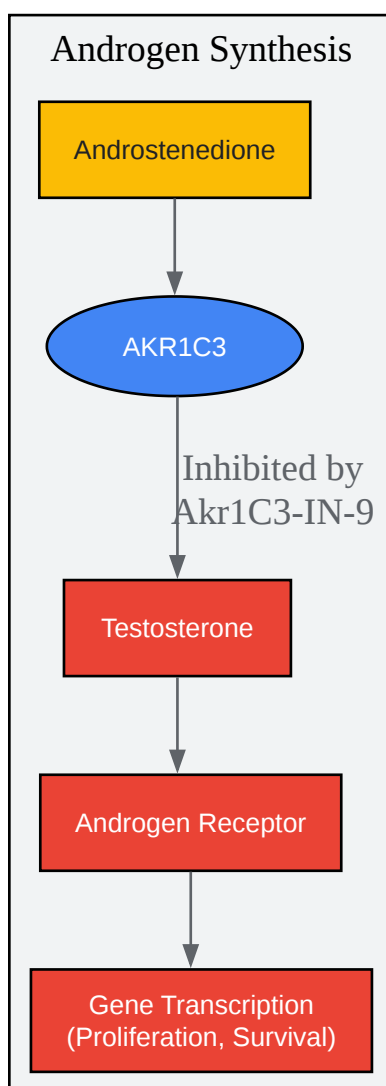 Androgen Synthesis
Androstenedione
AKR1C3
Inhibited by
Akr1C3-IN-9
Testosterone
Androgen Receptor
Gene Transcription
(Proliferation, Survival)